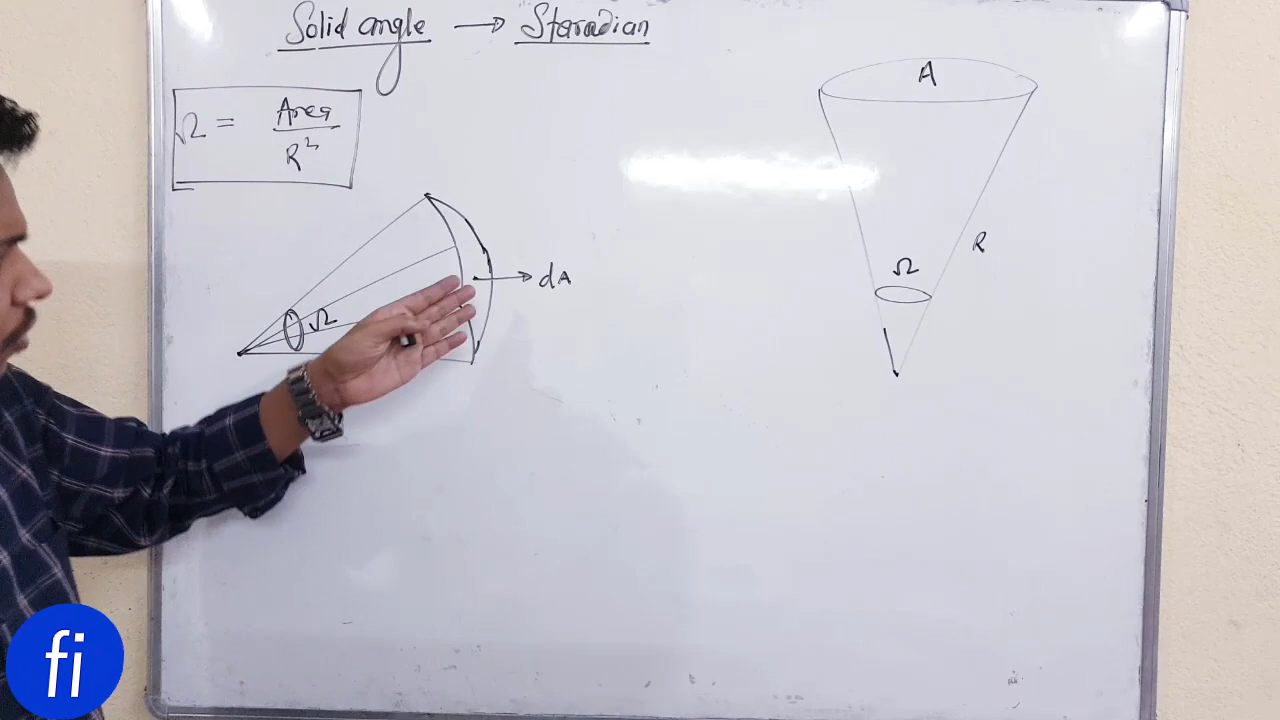 Solid angle → Steradian
Ω = Area / R²
Ω
dA
A
R
Ω
fi